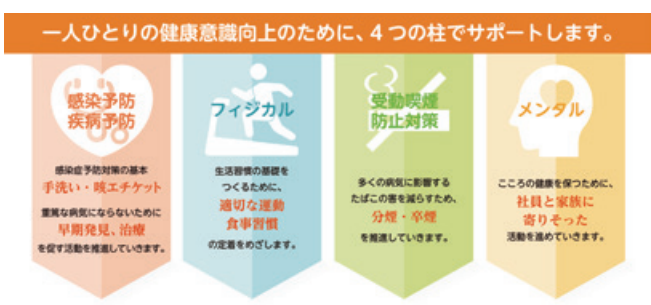 一人ひとりの健康意識向上のために、4つの柱でサポートします。
感染予防
疾病予防
感染症予防対策の基本
手洗い・咳エチケット
重篤な病気にならないために
早期発見、治療
を促す活動を推進していきます。
フィジカル
生活習慣の基礎を
つくるために、
適切な運動
食事習慣
の定着をめざします。
受動喫煙
防止対策
多くの病気に影響する
たばこの害を減らすため、
分煙・卒煙
を推進していきます。
メンタル
こころの健康を保つために、
社員と家族に
寄りそった
活動を進めていきます。